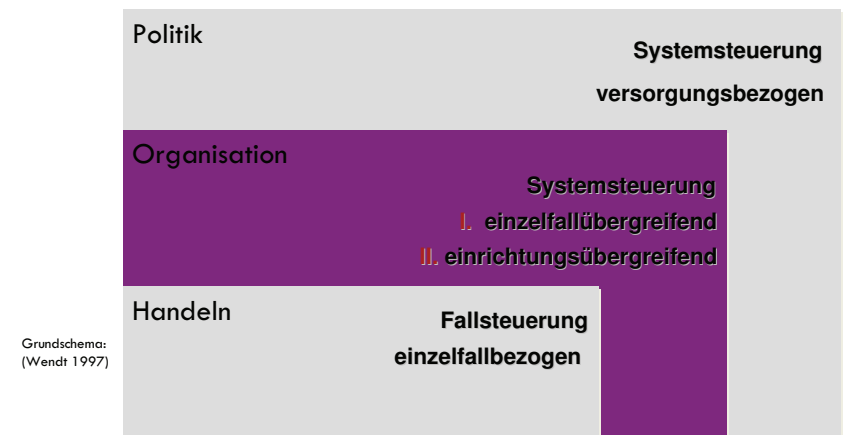 Politik
Systemsteuerung
versorgungsbezogen
Organisation
Systemsteuerung
I. einzelfallübergreifend
II. einrichtungsübergreifend
Handeln
Fallsteuerung
einzelfallbezogen
Grundschema:
(Wendt 1997)